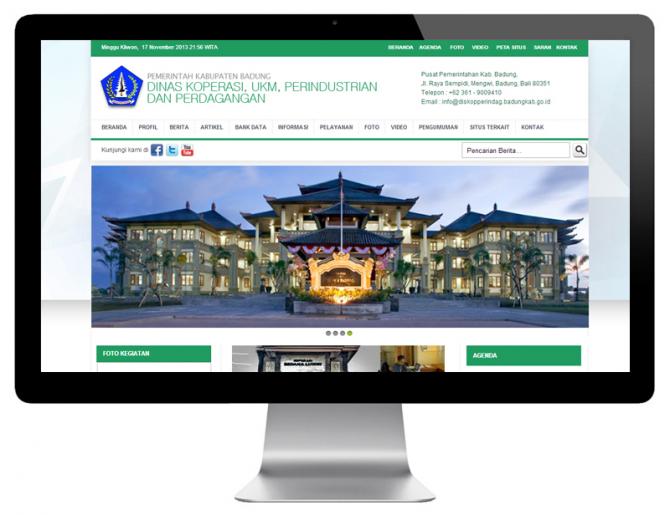 Minggu Kliwon, 17 November 2013 21:56 WITA
BERANDA AGENDA FOTO VIDEO PETA SITUS SARAN KONTAK
PEMERINTAH KABUPATEN BADUNG
DINAS KOPERASI, UKM, PERINDUSTRIAN
DAN PERDAGANGAN
Pusat Pemerintahan Kab. Badung,
Jl. Raya Sempidi, Mengwi, Badung, Bali 80351
Telepon : +62 361 - 9009410
Email : info@diskopperindag.badungkab.go.id
BERANDA PROFIL BERITA ARTIKEL BANK DATA INFORMASI PELAYANAN FOTO VIDEO PENGUMUMAN SITUS TERKAIT KONTAK
Kunjungi kami di
You
Tube
Pencarian Berita...
FOTO KEGIATAN
AGENDA